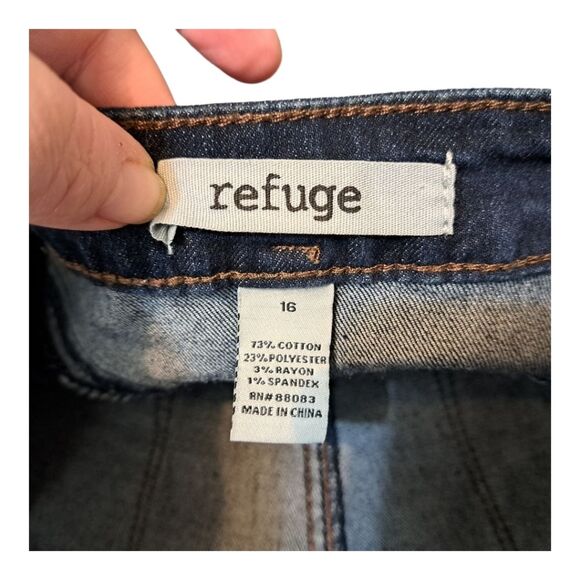 refuge
16
73% COTTON
23% POLYESTER
3% RAYON
1% SPANDEX
RN# 88083
MADE IN CHINA